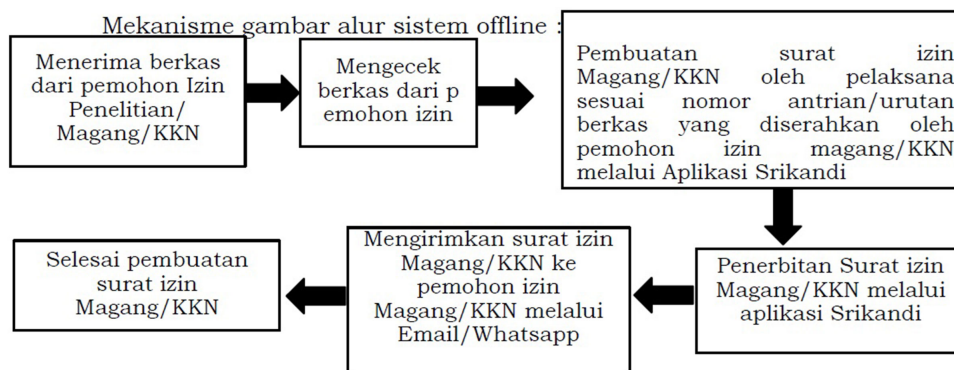 Mekanisme gambar alur sistem offline :
Menerima berkas
dari pemohon Izin
Penelitian/
Magang/KKN
Mengecek
berkas dari p
emohon izin
Pembuatan surat izin
Magang/KKN oleh pelaksana
sesuai nomor antrian/urutan
berkas yang diserahkan oleh
pemohon izin magang/KKN
melalui Aplikasi Srikandi
Penerbitan Surat izin
Magang/KKN melalui
aplikasi Srikandi
Mengirimkan surat izin
Magang/KKN ke
pemohon izin
Magang/KKN melalui
Email/Whatsapp
Selesai pembuatan
surat izin
Magang/KKN